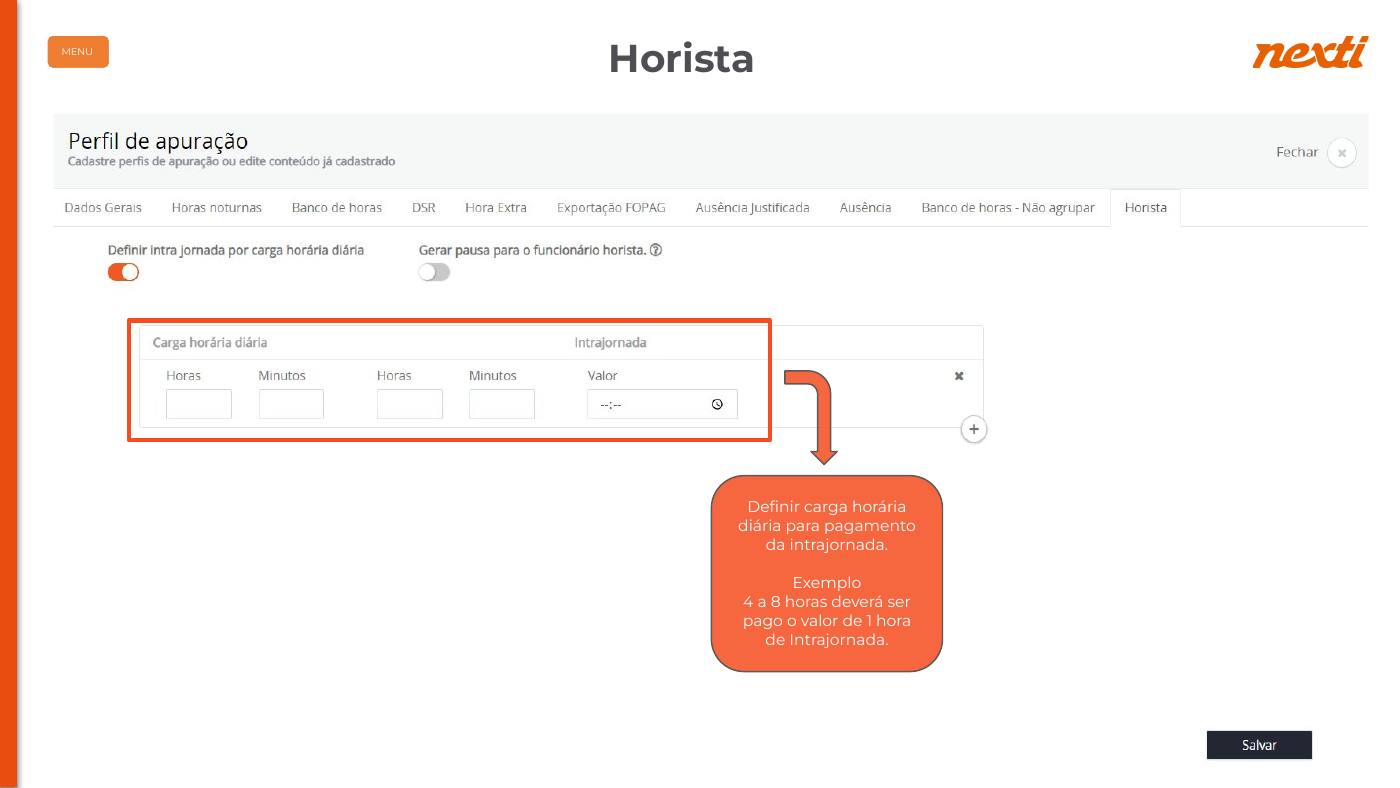 MENU
Horista
nexti
Perfil de apuração
Cadastre perfis de apuração ou edite conteúdo já cadastrado
Fechar
Dados Gerais Horas noturnas Banco de horas DSR Hora Extra Exportação FOPAG Ausência Justificada Ausência Banco de horas - Não agrupar Horista
Definir intra jornada por carga horária diária Gerar pausa para o funcionário horista.
Carga horária diária Intrajornada
Horas Minutos Horas Minutos Valor
--:--
Definir carga horária
diária para pagamento
da intrajornada.
Exemplo
4 a 8 horas deverá ser
pago o valor de 1 hora
de Intrajornada.
Salvar